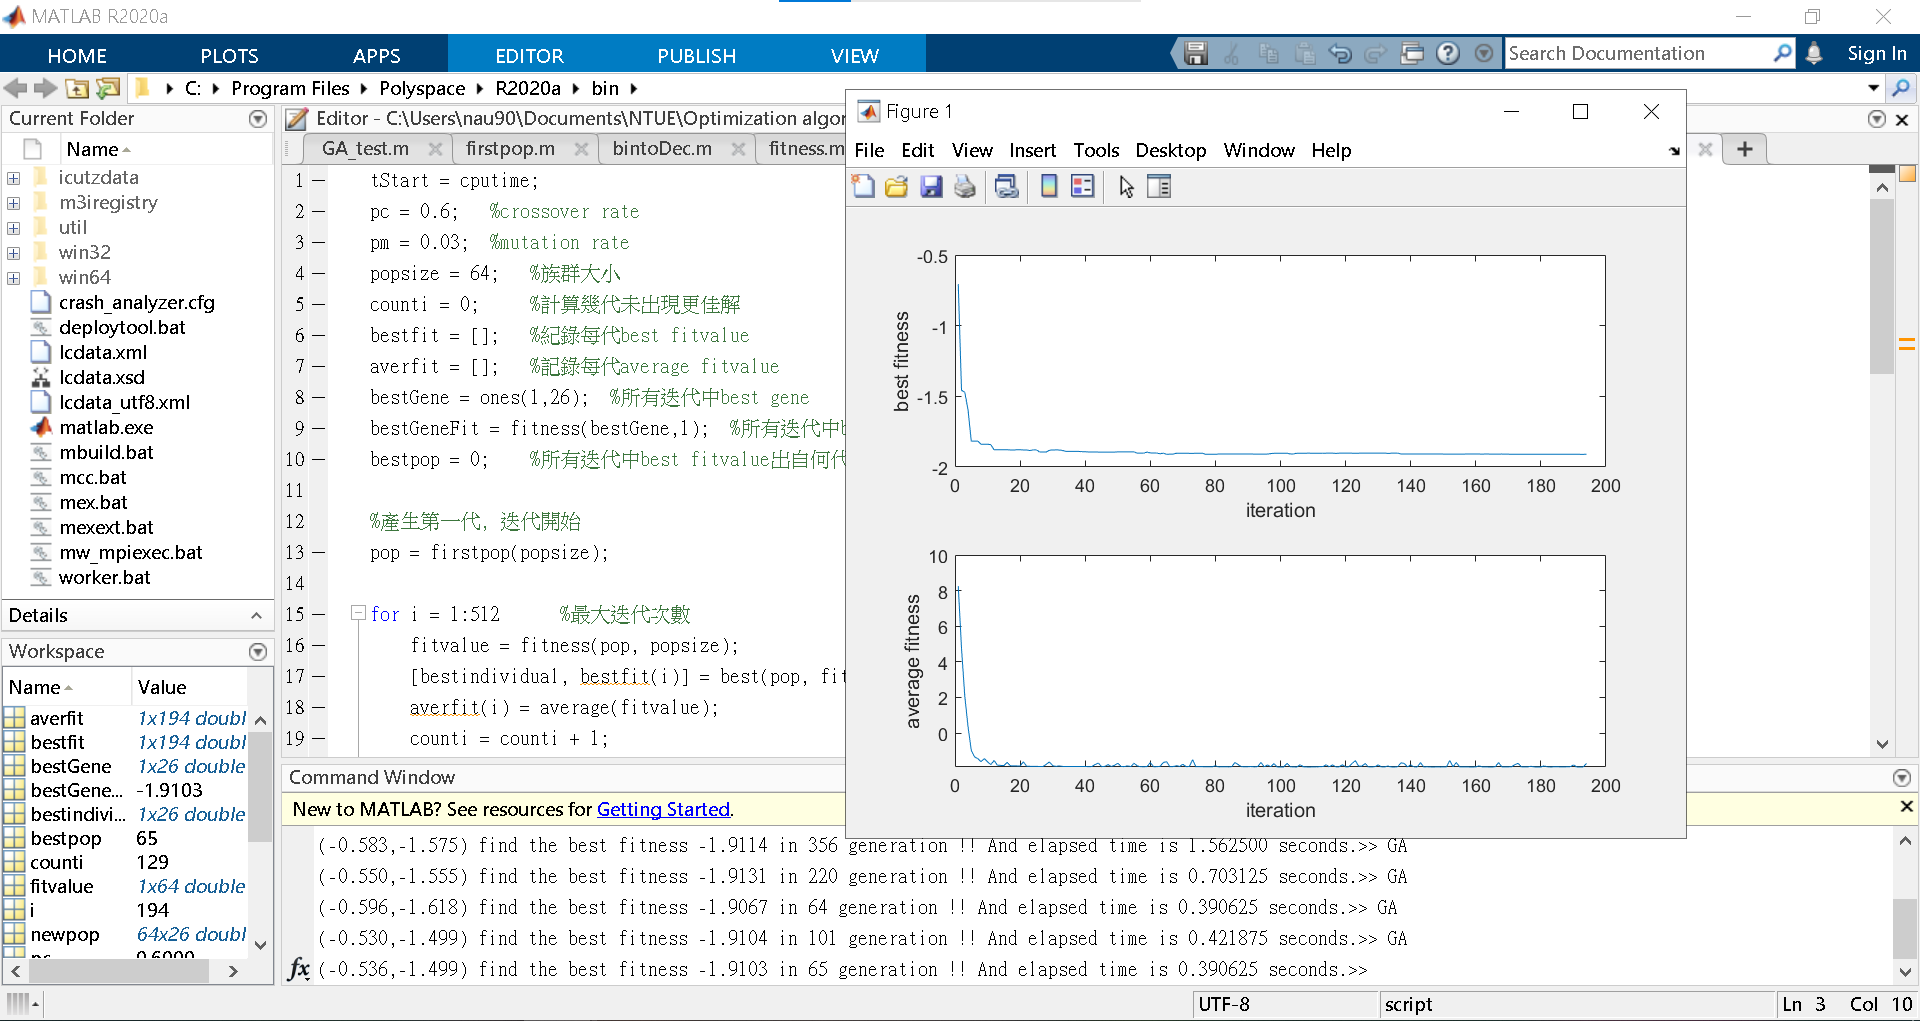 MATLAB R2020a
HOME PLOTS APPS EDITOR PUBLISH VIEW
Search Documentation
Sign In
C: Program Files Polyspace R2020a bin
Current Folder
Name
icutzdata
m3iregistry
util
win32
win64
crash_analyzer.cfg
deploytool.bat
lcdata.xml
lcdata.xsd
lcdata_utf8.xml
matlab.exe
mbuild.bat
mcc.bat
mex.bat
mexext.bat
mw_mpiexec.bat
worker.bat
Details
Workspace
Name Value
averfit 1x194 doubl
bestfit 1x194 doubl
bestGene 1x26 double
bestGene... -1.9103
bestindivi... 1x26 double
bestpop 65
counti 129
fitvalue 1x64 double
i 194
newpop 64x26 doubl
Editor - C:\Users\nau90\Documents\NTUE\Optimization algor
GA_test.m firstpop.m bintoDec.m fitness.m
1 tStart = cputime;
2 pc = 0.6; %crossover rate
3 pm = 0.03; %mutation rate
4 popsize = 64; %族群大小
5 counti = 0; %計算幾代未出現更佳解
6 bestfit = []; %紀錄每代best fitvalue
7 averfit = []; %記錄每代average fitvalue
8 bestGene = ones(1,26); %所有迭代中best gene
9 bestGeneFit = fitness(bestGene,1); %所有迭代中
10 bestpop = 0; %所有迭代中best fitvalue出自何代
11
12 %產生第一代, 迭代開始
13 pop = firstpop(popsize);
14
15 for i = 1:512 %最大迭代次數
16 fitvalue = fitness(pop, popsize);
17 [bestindividual, bestfit(i)] = best(pop, fit
18 averfit(i) = average(fitvalue);
19 counti = counti + 1;
Figure 1
File Edit View Insert Tools Desktop Window Help
best fitness
-0.5
-1
-1.5
-2
0 20 40 60 80 100 120 140 160 180 200
iteration
average fitness
10
8
6
4
2
0
0 20 40 60 80 100 120 140 160 180 200
iteration
Command Window
New to MATLAB? See resources for Getting Started.
(-0.583,-1.575) find the best fitness -1.9114 in 356 generation !! And elapsed time is 1.562500 seconds.>> GA
(-0.550,-1.555) find the best fitness -1.9131 in 220 generation !! And elapsed time is 0.703125 seconds.>> GA
(-0.596,-1.618) find the best fitness -1.9067 in 64 generation !! And elapsed time is 0.390625 seconds.>> GA
(-0.530,-1.499) find the best fitness -1.9104 in 101 generation !! And elapsed time is 0.421875 seconds.>> GA
fx (-0.536,-1.499) find the best fitness -1.9103 in 65 generation !! And elapsed time is 0.390625 seconds.>>
UTF-8 script Ln 3 Col 10